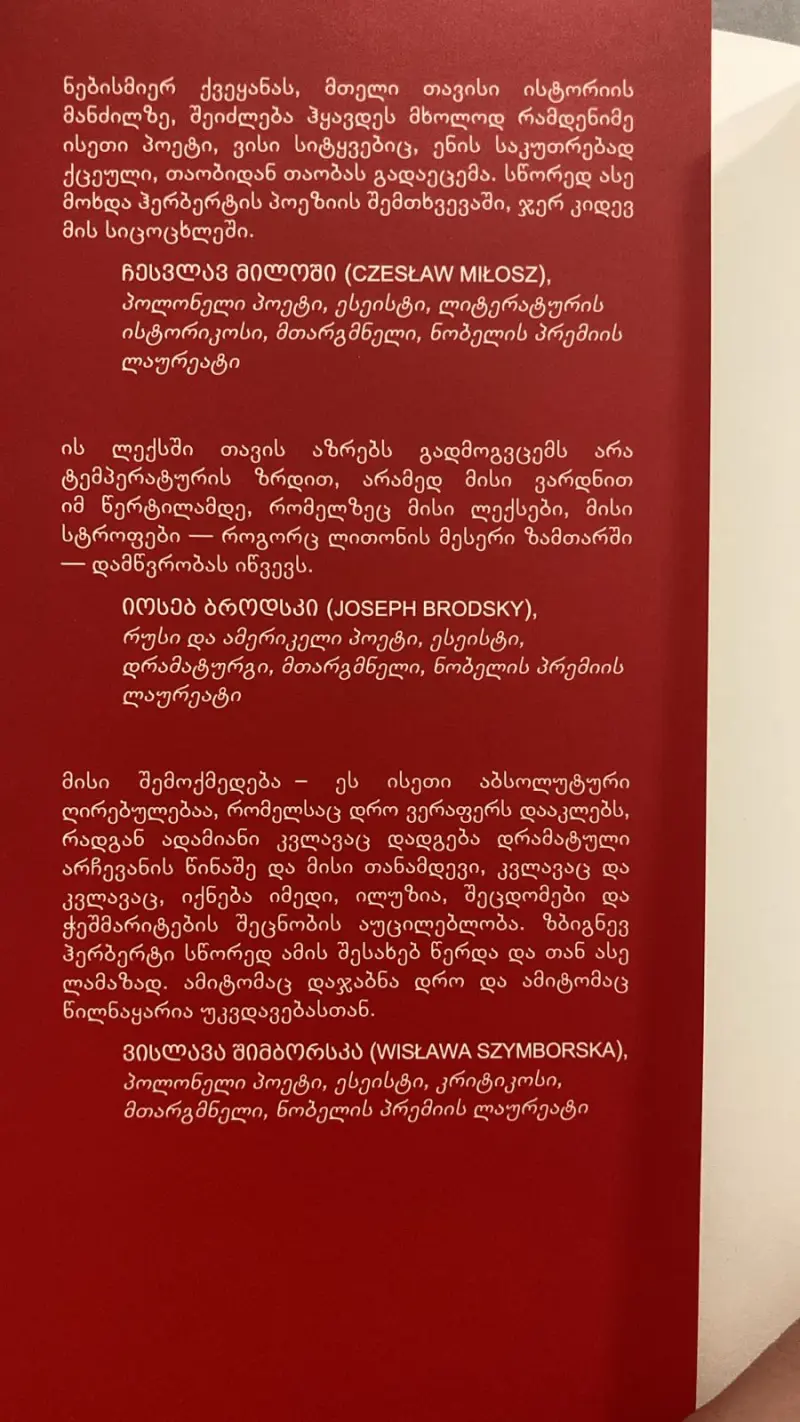 ნებისმიერ ქვეყანას, მთელი თავისი ისტორიის
მანძილზე, შეიძლება ჰყავდეს მხოლოდ რამდენიმე
ისეთი პოეტი, ვისი სიტყვებიც, ენის საკუთრებად
ქცეული, თაობიდან თაობას გადაეცემა. სწორედ ასე
მოხდა ჰერბერტის პოეზიის შემთხვევაში, ჯერ კიდევ
მის სიცოცხლეში.
ჩესვლავ მილოში (CZESŁAW MIŁOSZ),
პოლონელი პოეტი, ესეისტი, ლიტერატურის
ისტორიკოსი, მთარგმნელი, ნობელის პრემიის
ლაურეატი
ის ლექსში თავის აზრებს გადმოგვცემს არა
ტემპერატურის ზრდით, არამედ მისი ვარდნით
იმ წერტილამდე, რომელზეც მისი ლექსები, მისი
სტროფები — როგორც ლითონის მესერი ზამთარში
— დამწვრობას იწვევს.
იოსებ ბროდსკი (JOSEPH BRODSKY),
რუსი და ამერიკელი პოეტი, ესეისტი,
დრამატურგი, მთარგმნელი, ნობელის პრემიის
ლაურეატი
მისი შემოქმედება – ეს ისეთი აბსოლუტური
ღირებულებაა, რომელსაც დრო ვერაფერს დააკლებს,
რადგან ადამიანი კვლავაც დადგება დრამატული
არჩევანის წინაშე და მისი თანამდევი, კვლავაც და
კვლავაც, იქნება იმედი, ილუზია, შეცდომები და
ჭეშმარიტების შეცნობის აუცილებლობა. ზბიგნევ
ჰერბერტი სწორედ ამის შესახებ წერდა და თან ასე
ლამაზად. ამიტომაც დაჯაბნა დრო და ამიტომაც
წილნაყარია უკვდავებასთან.
ვისლავა შიმბორსკა (WISŁAWA SZYMBORSKA),
პოლონელი პოეტი, ესეისტი, კრიტიკოსი,
მთარგმნელი, ნობელის პრემიის ლაურეატი